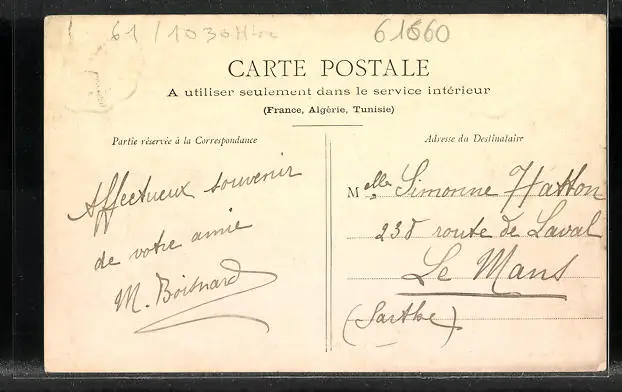 61/1030
61660
CARTE POSTALE
A utiliser seulement dans le service intérieur
(France, Algérie, Tunisie)
Partie réservée à la Correspondance
Affectueux souvenir
de votre amie
M. Boisnard
Adresse du Destinataire
Melle Simonne Hatton
238 route de Laval
Le Mans
(Sarthe)